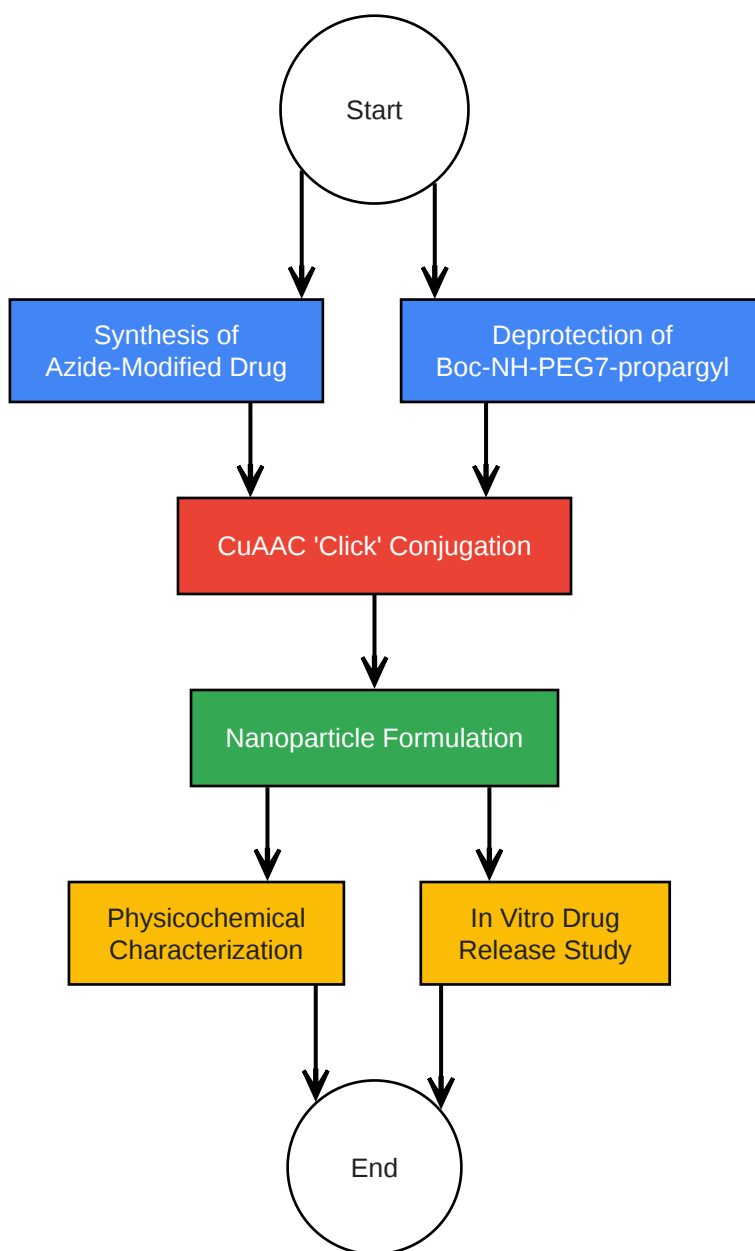 Start
Synthesis of
Azide-Modified Drug
Deprotection of
Boc-NH-PEG7-propargyl
CuAAC 'Click' Conjugation
Nanoparticle Formulation
Physicochemical
Characterization
In Vitro Drug
Release Study
End